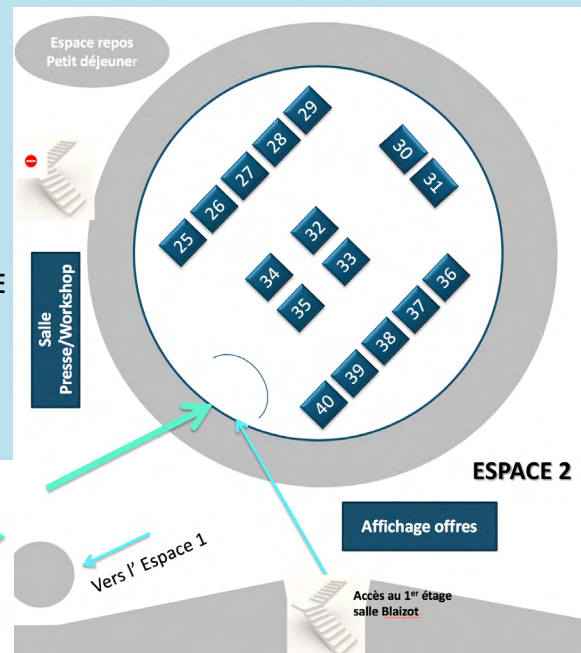 Espace repos
Petit déjeuner
29
28
27
26
25
30
31
32
33
34
35
36
37
38
39
40
E
Salle
Presse/Workshop
ESPACE 2
Affichage offres
Vers l' Espace 1
Accès au 1er étage
salle Blaizot